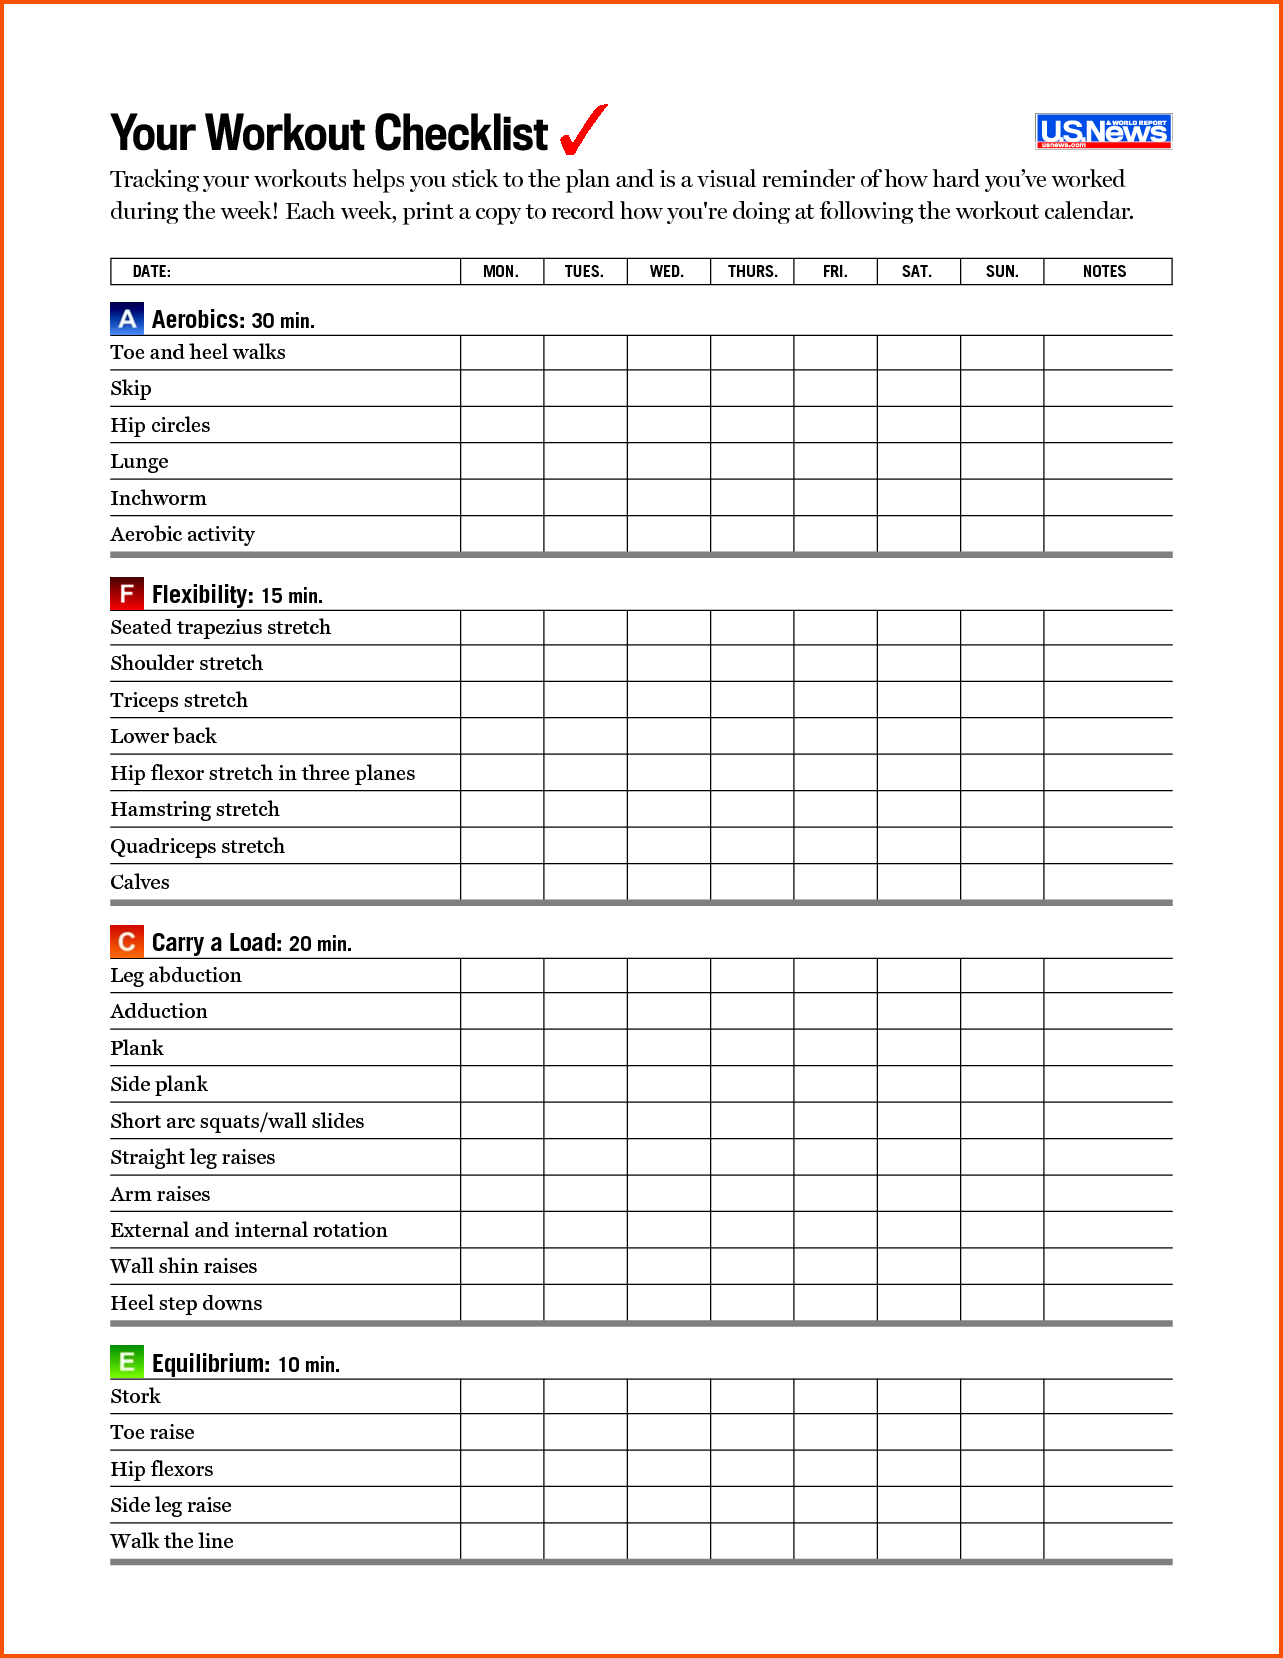 Your Workout Checklist
U.S.News
& WORLD REPORT
usnews.com
Tracking your workouts helps you stick to the plan and is a visual reminder of how hard you’ve worked
during the week! Each week, print a copy to record how you're doing at following the workout calendar.
DATE: MON. TUES. WED. THURS. FRI. SAT. SUN. NOTES
A Aerobics: 30 min.
Toe and heel walks
Skip
Hip circles
Lunge
Inchworm
Aerobic activity
F Flexibility: 15 min.
Seated trapezius stretch
Shoulder stretch
Triceps stretch
Lower back
Hip flexor stretch in three planes
Hamstring stretch
Quadriceps stretch
Calves
C Carry a Load: 20 min.
Leg abduction
Adduction
Plank
Side plank
Short arc squats/wall slides
Straight leg raises
Arm raises
External and internal rotation
Wall shin raises
Heel step downs
E Equilibrium: 10 min.
Stork
Toe raise
Hip flexors
Side leg raise
Walk the line